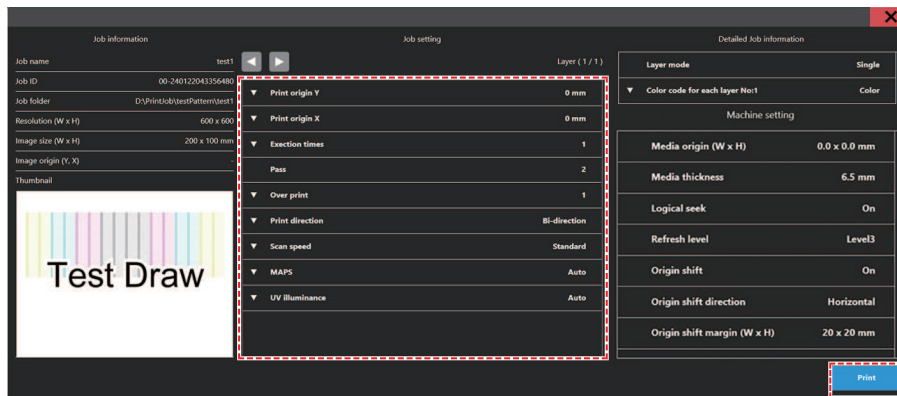 Job information
Job name test1
Job ID 00-240122043356480
Job folder D:\PrintJob\testPattern\test1
Resolution (W x H) 600 x 600
Image size (W x H) 200 x 100 mm
Image origin (Y, X) -
Thumbnail
Test Draw
Job setting
Layer ( 1 / 1 )
Print origin Y 0 mm
Print origin X 0 mm
Exection times 1
Pass 2
Over print 1
Print direction Bi-direction
Scan speed Standard
MAPS Auto
UV illuminance Auto
Detailed Job information
Layer mode Single
Color code for each layer No:1 Color
Machine setting
Media origin (W x H) 0.0 x 0.0 mm
Media thickness 6.5 mm
Logical seek On
Refresh level Level3
Origin shift On
Origin shift direction Horizontal
Origin shift margin (W x H) 20 x 20 mm
Print